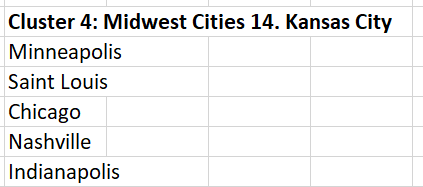 Cluster 4: Midwest Cities 14. Kansas City
Minneapolis
Saint Louis
Chicago
Nashville
Indianapolis